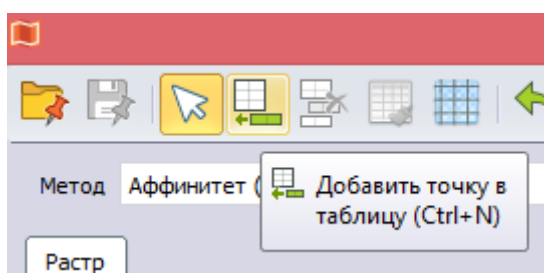 Метод Аффинитет (
Добавить точку в
таблицу (Ctrl+N)
Растр